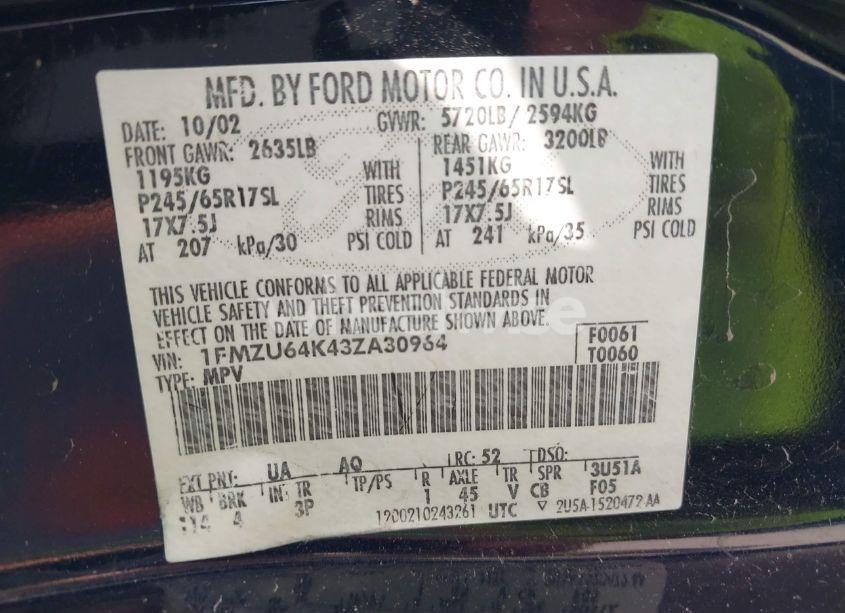 MFD. BY FORD MOTOR CO. IN U.S.A.
DATE: 10/02 GVWR: 5720LB/ 2594KG
FRONT GAWR: 2635LB REAR GAWR: 3200LB
1195KG WITH 1451KG WITH
P245/65R17SL TIRES P245/65R17SL TIRES
17X7.5J RIMS 17X7.5J RIMS
AT 207 kPa/30 PSI COLD AT 241 kPa/35 PSI COLD
THIS VEHICLE CONFORMS TO ALL APPLICABLE FEDERAL MOTOR
VEHICLE SAFETY AND THEFT PREVENTION STANDARDS IN
EFFECT ON THE DATE OF MANUFACTURE SHOWN ABOVE.
VIN: 1FMZU64K43ZA30964 F0061
TYPE: MPV T0060
EXT PNT: UA AQ RC: 52 DSO:
WB BRK INT TR TP/PS R AXLE TR SPR 3U51A
114 4 3P 1 45 V CB F05
1200210243261 UTC ▽ 2U5A-1520472 AA